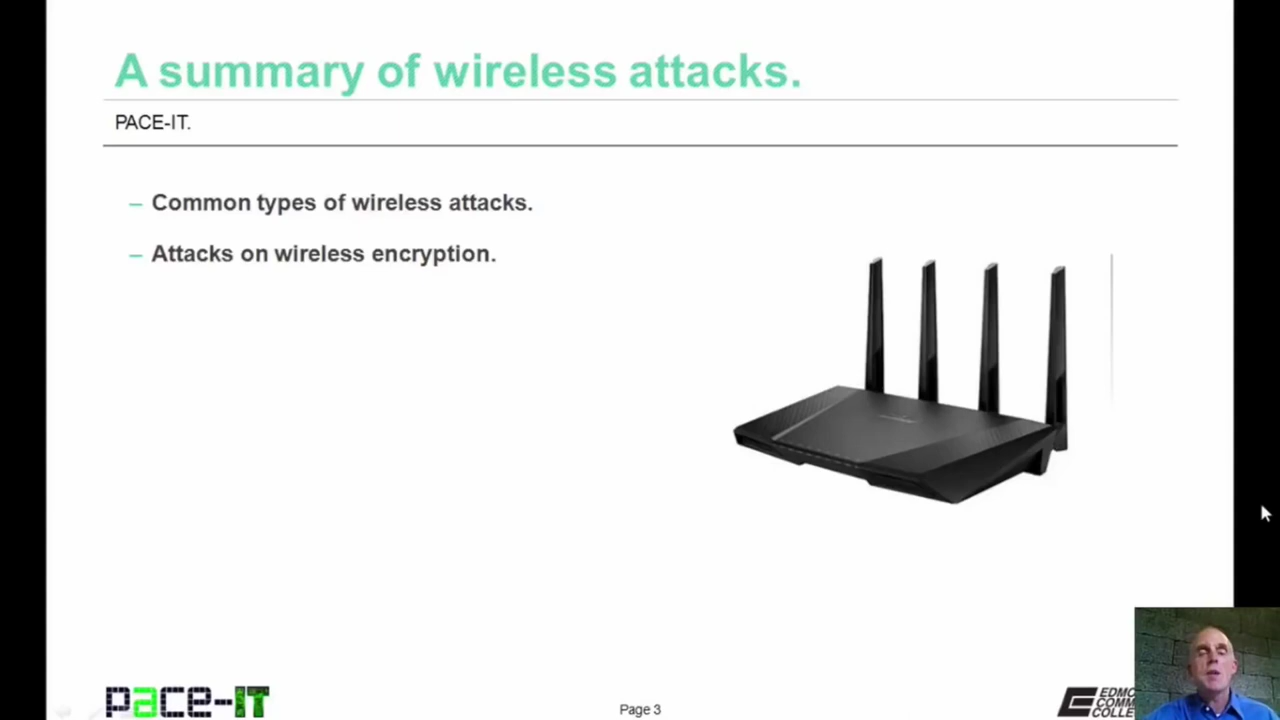 A summary of wireless attacks.
PACE-IT.
– Common types of wireless attacks.
– Attacks on wireless encryption.
pace-IT
Page 3